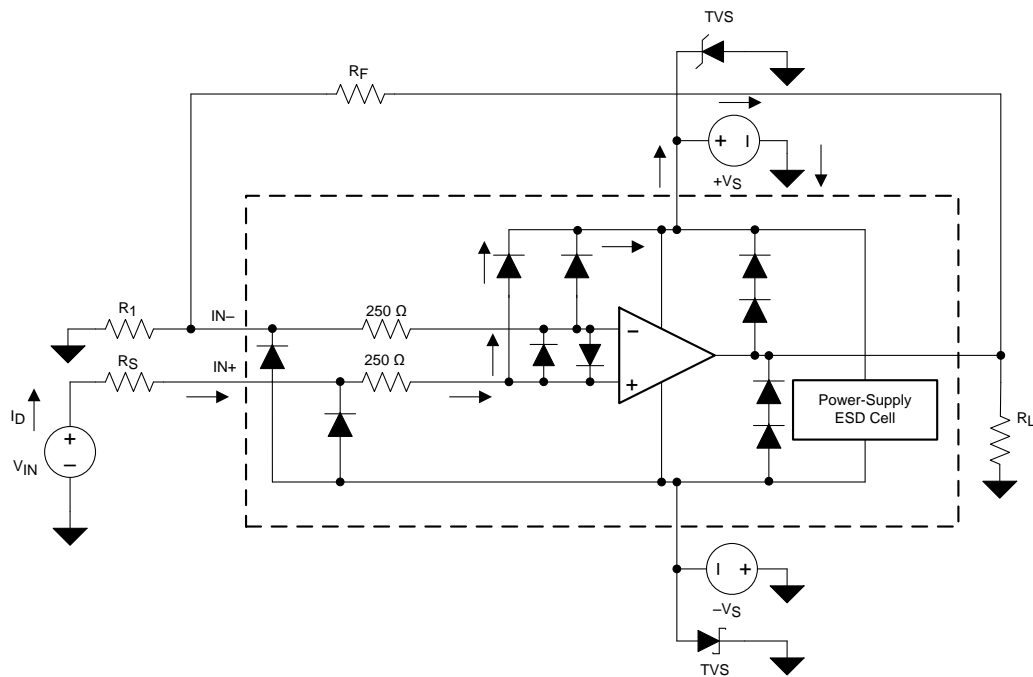 TVS
RF
+ –
+VS
R1
IN–
250 Ω
–
RS
IN+
250 Ω
+
Power-Supply
ESD Cell
RL
ID
+
–
VIN
– +
–VS
TVS